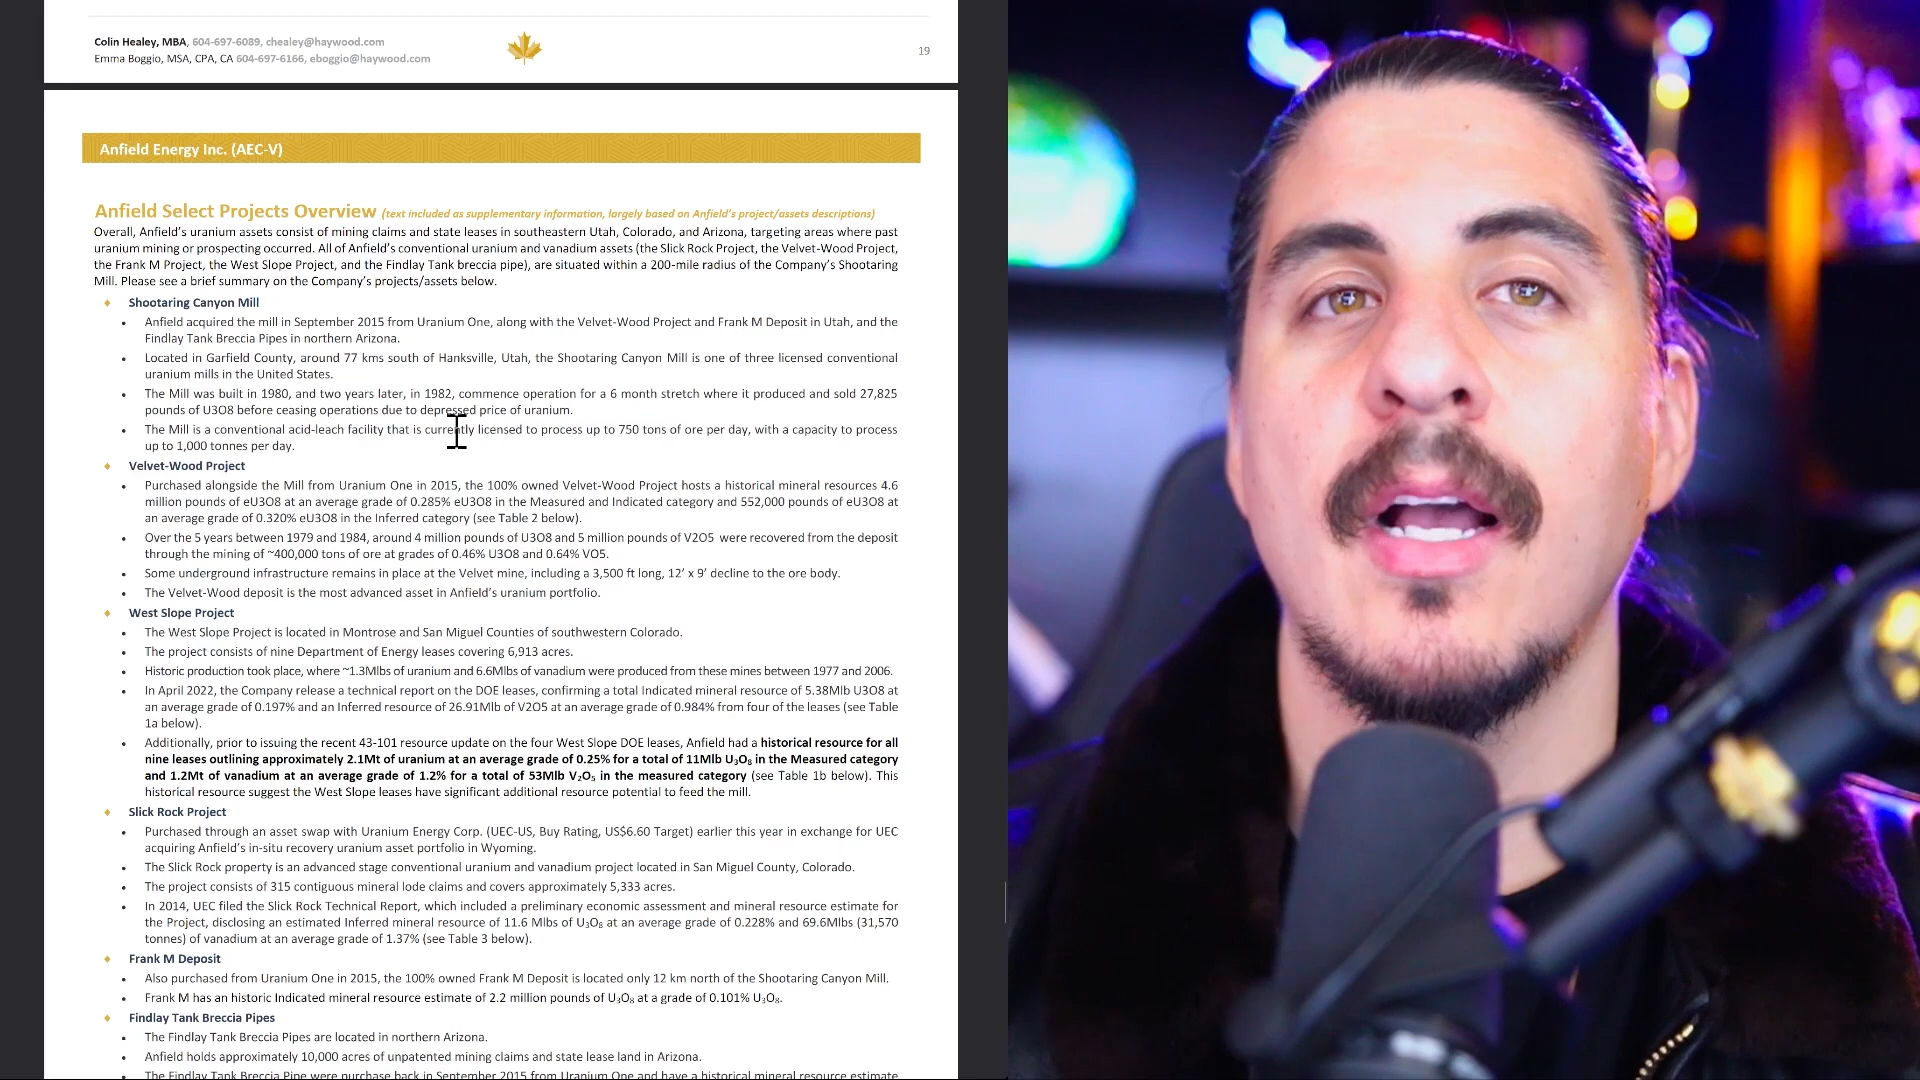 Colin Healey, MBA, 604-697-6089, chealey@haywood.com
Emma Boggio, MSA, CPA, CA 604-697-6166, eboggio@haywood.com
19
Anfield Energy Inc. (AEC-V)
Anfield Select Projects Overview (text included as supplementary information, largely based on Anfield's project/assets descriptions)
Overall, Anfield's uranium assets consist of mining claims and state leases in southeastern Utah, Colorado, and Arizona, targeting areas where past
uranium mining or prospecting occurred. All of Anfield's conventional uranium and vanadium assets (the Slick Rock Project, the Velvet-Wood Project,
the Frank M Project, the West Slope Project, and the Findlay Tank breccia pipe), are situated within a 200-mile radius of the Company's Shootaring
Mill. Please see a brief summary on the Company's projects/assets below.
Shootaring Canyon Mill
Anfield acquired the mill in September 2015 from Uranium One, along with the Velvet-Wood Project and Frank M Deposit in Utah, and the
Findlay Tank Breccia Pipes in northern Arizona.
Located in Garfield County, around 77 kms south of Hanksville, Utah, the Shootaring Canyon Mill is one of three licensed conventional
uranium mills in the United States.
The Mill was built in 1980, and two years later, in 1982, commence operation for a 6 month stretch where it produced and sold 27,825
pounds of U3O8 before ceasing operations due to depressed price of uranium.
The Mill is a conventional acid-leach facility that is currently licensed to process up to 750 tons of ore per day, with a capacity to process
up to 1,000 tonnes per day.
Velvet-Wood Project
Purchased alongside the Mill from Uranium One in 2015, the 100% owned Velvet-Wood Project hosts a historical mineral resources 4.6
million pounds of eU3O8 at an average grade of 0.285% eU3O8 in the Measured and Indicated category and 552,000 pounds of eU3O8 at
an average grade of 0.320% eU3O8 in the Inferred category (see Table 2 below).
Over the 5 years between 1979 and 1984, around 4 million pounds of U3O8 and 5 million pounds of V2O5 were recovered from the deposit
through the mining of ~400,000 tons of ore at grades of 0.46% U3O8 and 0.64% VO5.
Some underground infrastructure remains in place at the Velvet mine, including a 3,500 ft long, 12' x 9' decline to the ore body.
The Velvet-Wood deposit is the most advanced asset in Anfield's uranium portfolio.
West Slope Project
The West Slope Project is located in Montrose and San Miguel Counties of southwestern Colorado.
The project consists of nine Department of Energy leases covering 6,913 acres.
Historic production took place, where ~1.3Mlbs of uranium and 6.6Mlbs of vanadium were produced from these mines between 1977 and 2006.
In April 2022, the Company release a technical report on the DOE leases, confirming a total Indicated mineral resource of 5.38Mlb U3O8 at
an average grade of 0.197% and an Inferred resource of 26.91Mlb of V2O5 at an average grade of 0.984% from four of the leases (see Table
1a below).
Additionally, prior to issuing the recent 43-101 resource update on the four West Slope DOE leases, Anfield had a historical resource for all
nine leases outlining approximately 2.1Mt of uranium at an average grade of 0.25% for a total of 11Mlb U₃O₈ in the Measured category
and 1.2Mt of vanadium at an average grade of 1.2% for a total of 53Mlb V₂O₅ in the measured category (see Table 1b below). This
historical resource suggest the West Slope leases have significant additional resource potential to feed the mill.
Slick Rock Project
Purchased through an asset swap with Uranium Energy Corp. (UEC-US, Buy Rating, US$6.60 Target) earlier this year in exchange for UEC
acquiring Anfield's in-situ recovery uranium asset portfolio in Wyoming.
The Slick Rock property is an advanced stage conventional uranium and vanadium project located in San Miguel County, Colorado.
The project consists of 315 contiguous mineral lode claims and covers approximately 5,333 acres.
In 2014, UEC filed the Slick Rock Technical Report, which included a preliminary economic assessment and mineral resource estimate for
the Project, disclosing an estimated Inferred mineral resource of 11.6 Mlbs of U₃O₈ at an average grade of 0.228% and 69.6Mlbs (31,570
tonnes) of vanadium at an average grade of 1.37% (see Table 3 below).
Frank M Deposit
Also purchased from Uranium One in 2015, the 100% owned Frank M Deposit is located only 12 km north of the Shootaring Canyon Mill.
Frank M has an historic Indicated mineral resource estimate of 2.2 million pounds of U₃O₈ at a grade of 0.101% U₃O₈.
Findlay Tank Breccia Pipes
The Findlay Tank Breccia Pipes are located in northern Arizona.
Anfield holds approximately 10,000 acres of unpatented mining claims and state lease land in Arizona.
The Findlay Tank Breccia Pipe were purchase back in September 2015 from Uranium One and have a historical mineral resource estimate